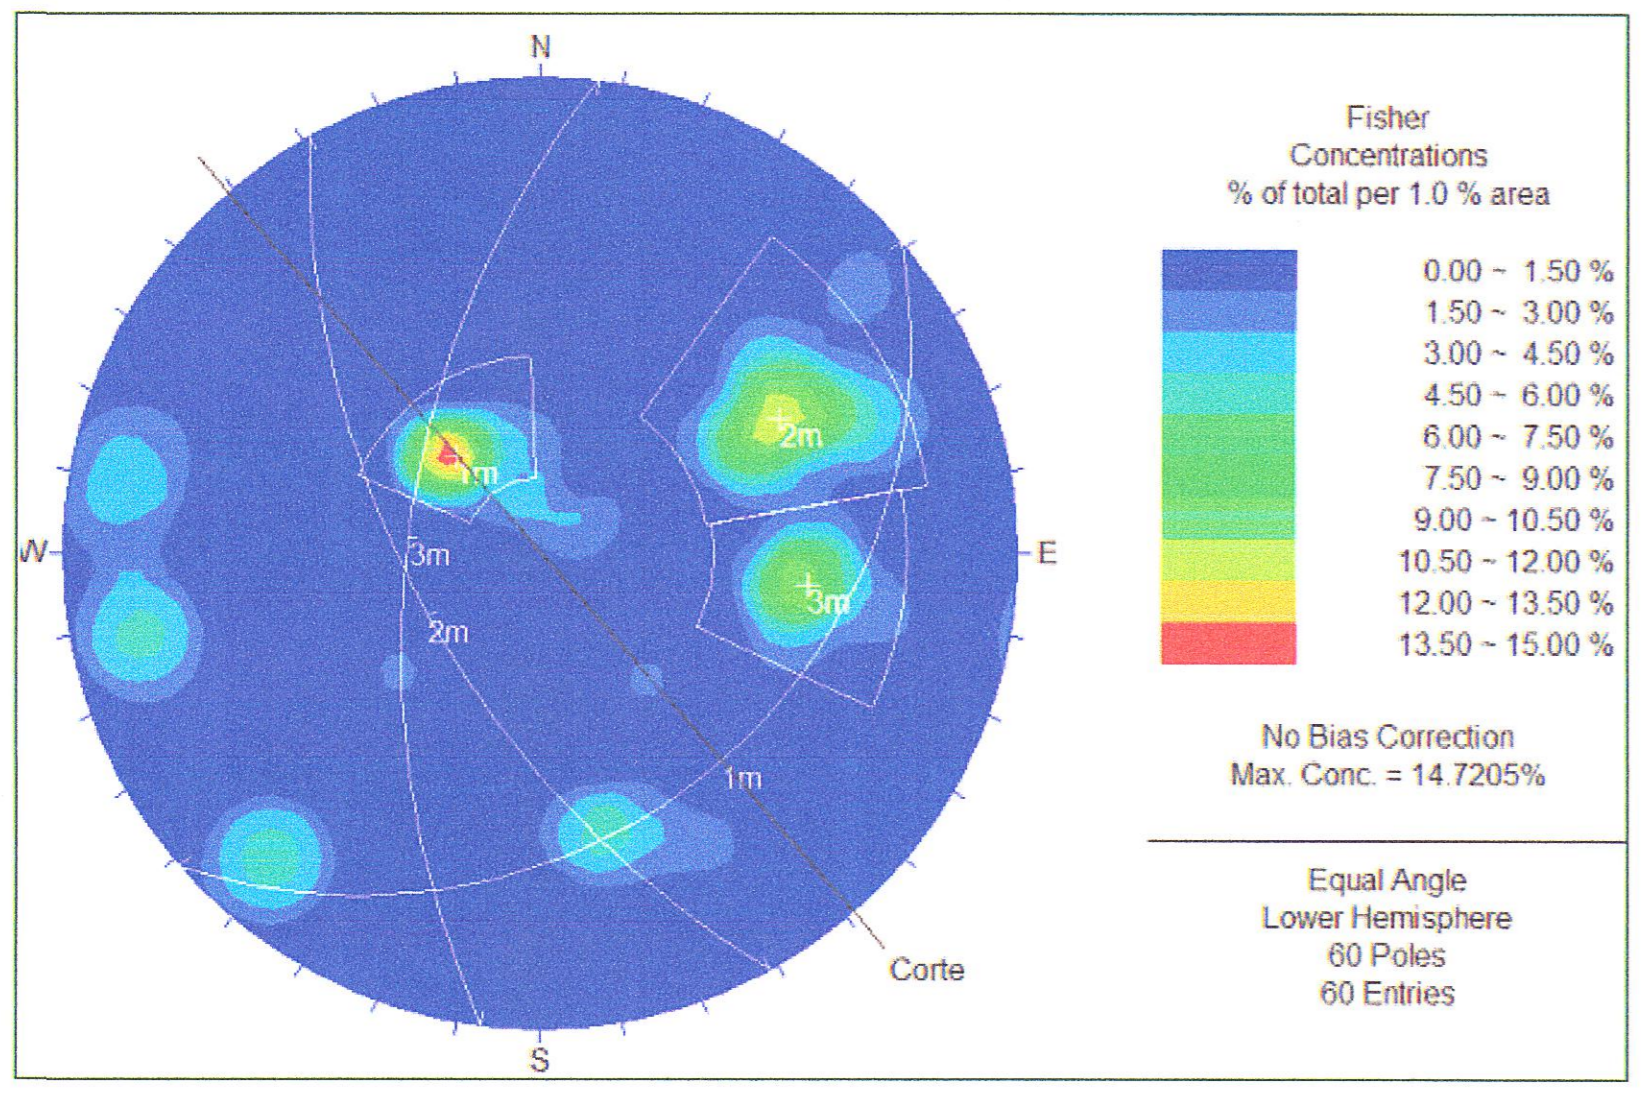 N
W
E
S
1m
2m
3m
3m
2m
1m
Corte
Fisher
Concentrations
% of total per 1.0 % area
0.00 ~ 1.50 %
1.50 ~ 3.00 %
3.00 ~ 4.50 %
4.50 ~ 6.00 %
6.00 ~ 7.50 %
7.50 ~ 9.00 %
9.00 ~ 10.50 %
10.50 ~ 12.00 %
12.00 ~ 13.50 %
13.50 ~ 15.00 %
No Bias Correction
Max. Conc. = 14.7205%
Equal Angle
Lower Hemisphere
60 Poles
60 Entries